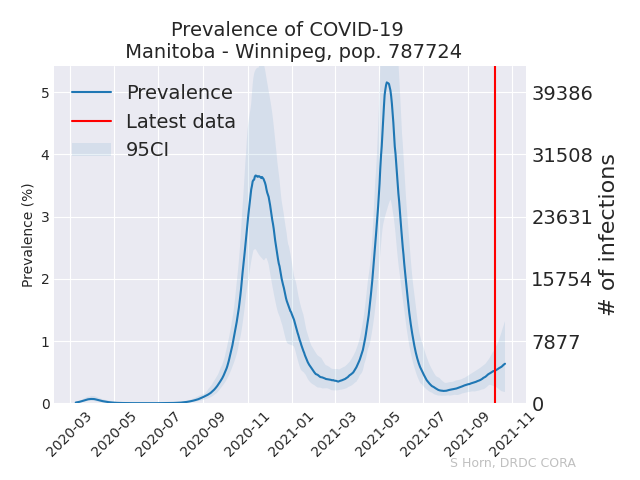 Prevalence of COVID-19
Manitoba - Winnipeg, pop. 787724
Prevalence
Latest data
95CI
Prevalence (%)
5
4
3
2
1
0
39386
31508
23631
15754
7877
0
# of infections
2020-03
2020-05
2020-07
2020-09
2020-11
2021-01
2021-03
2021-05
2021-07
2021-09
2021-11
S Horn, DRDC CORA